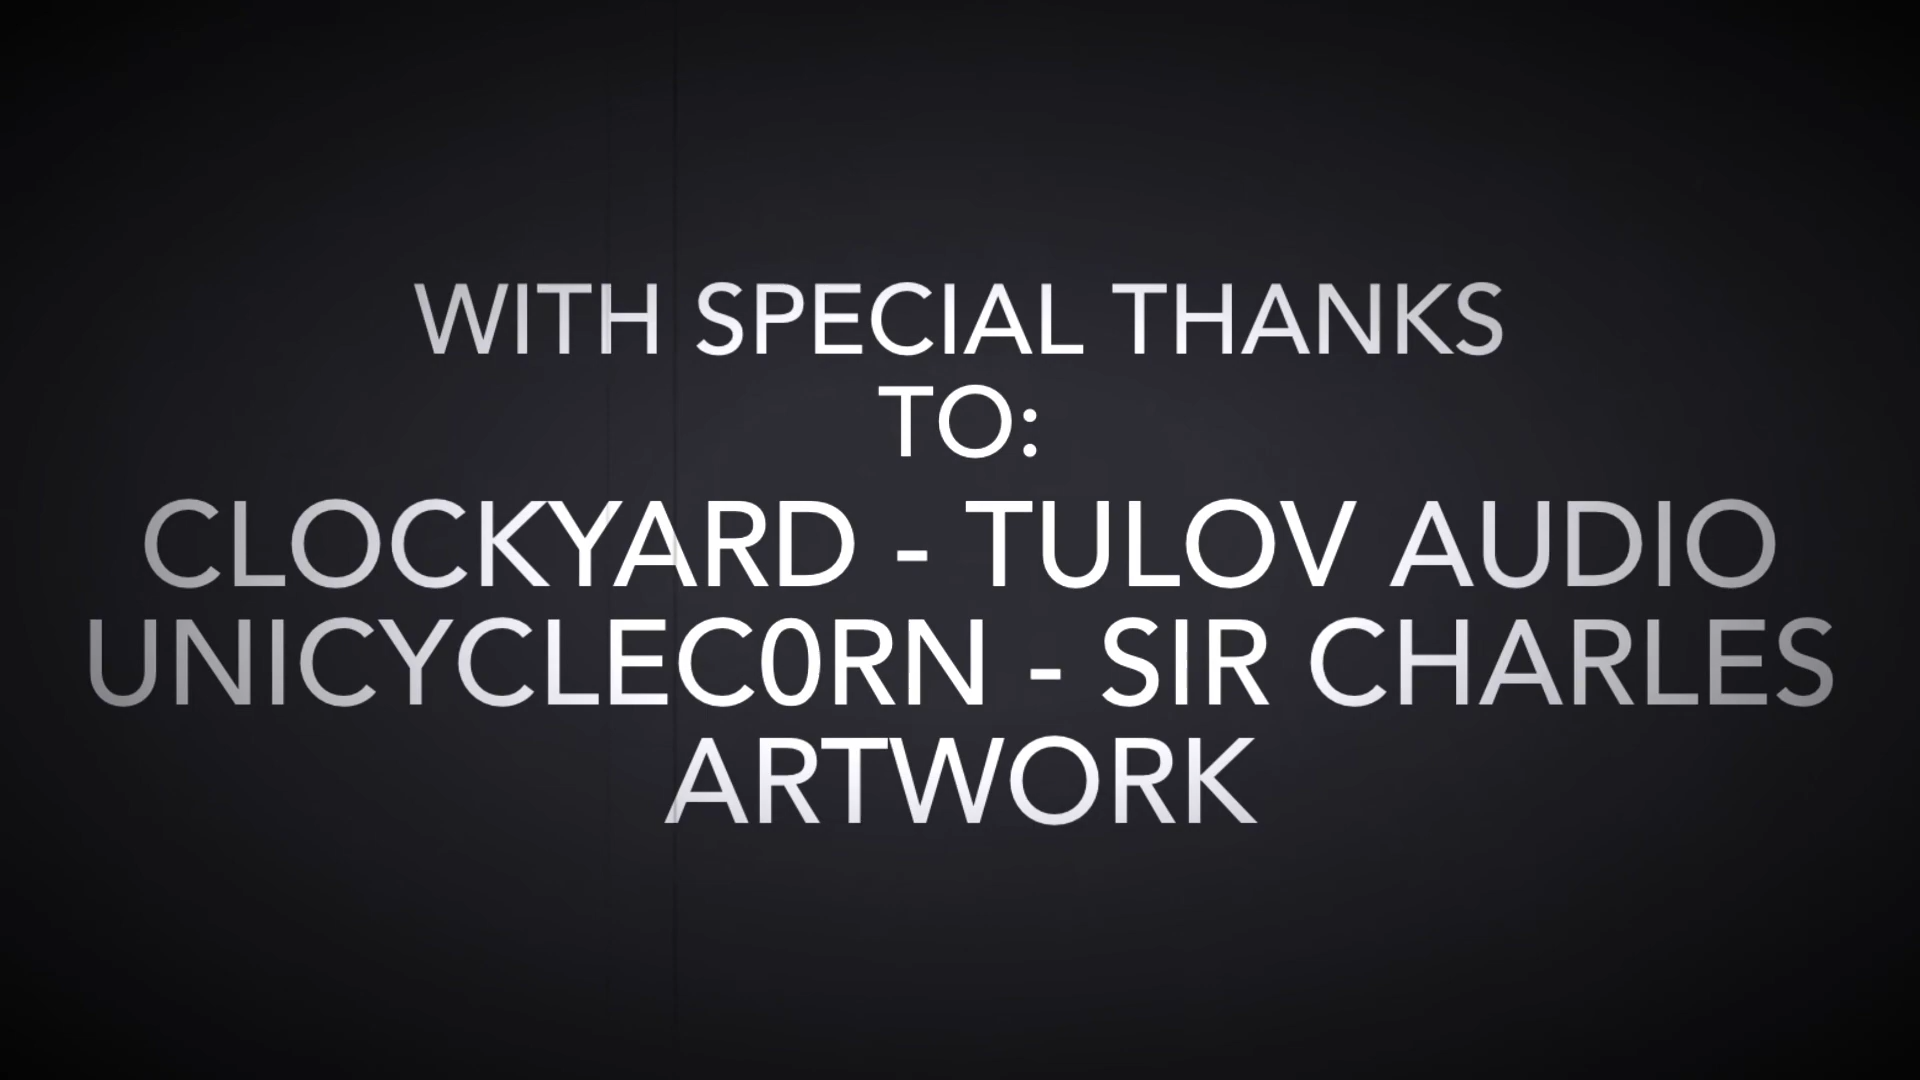 WITH SPECIAL THANKS
TO:
CLOCKYARD - TULOV AUDIO
UNICYCLEC0RN - SIR CHARLES
ARTWORK